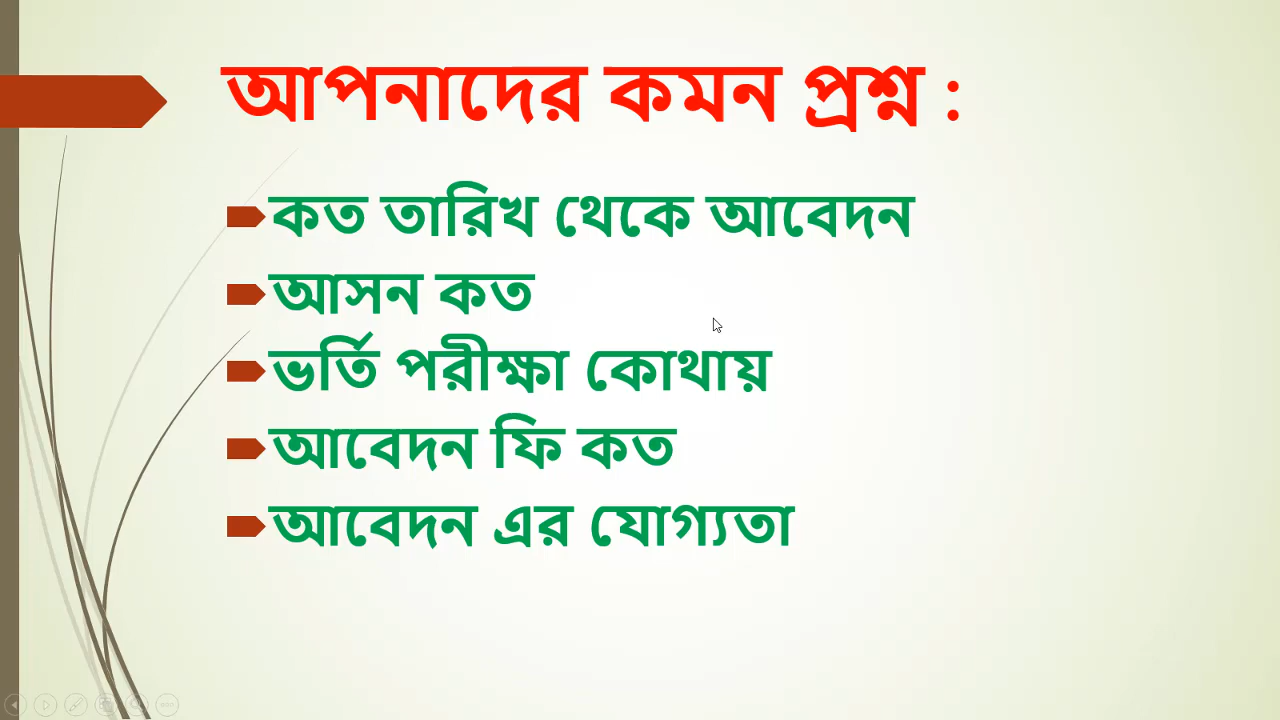 আপনাদের কমন প্রশ্ন :
কত তারিখ থেকে আবেদন
আসন কত
ভর্তি পরীক্ষা কোথায়
আবেদন ফি কত
আবেদন এর যোগ্যতা